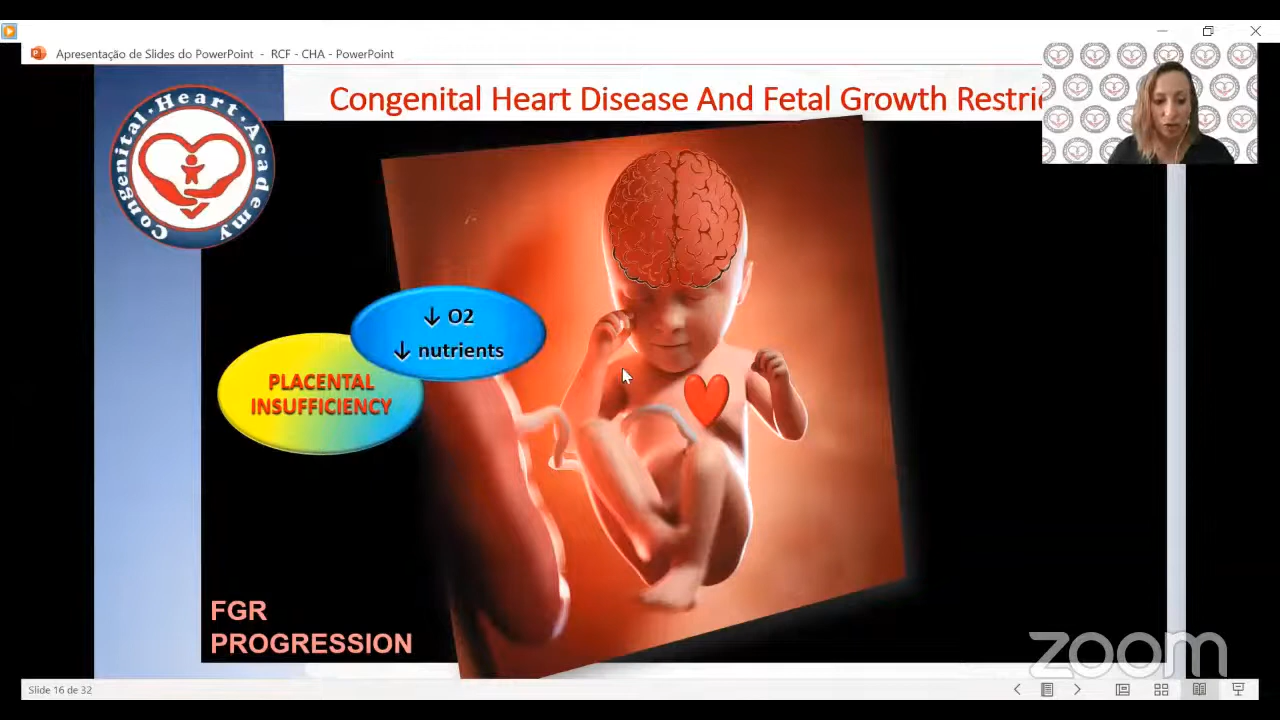 Apresentação de Slides do PowerPoint - RCF - CHA - PowerPoint
Congenital Heart Disease And Fetal Growth Restri
Congenital · Heart · Academy
↓ O2
↓ nutrients
PLACENTAL
INSUFFICIENCY
FGR
PROGRESSION
zoom
Slide 16 de 32